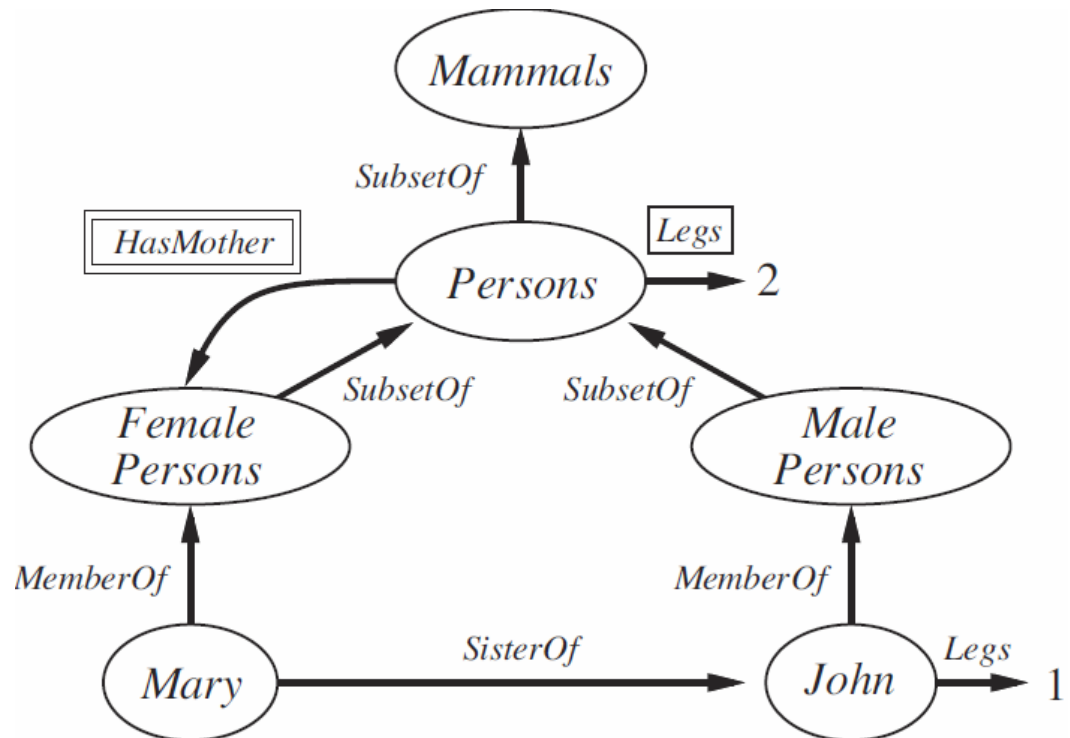 Mammals
SubsetOf
HasMother
Legs
Persons
2
SubsetOf
SubsetOf
Female
Persons
Male
Persons
MemberOf
MemberOf
SisterOf
Legs
Mary
John
1